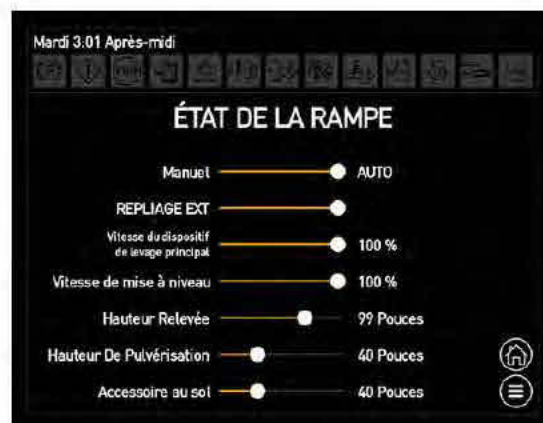 Mardi 3:01 Après-midi
ÉTAT DE LA RAMPE
Manuel AUTO
REPLIAGE EXT
Vitesse du dispositif
de levage principal 100 %
Vitesse de mise à niveau 100 %
Hauteur Relevée 99 Pouces
Hauteur De Pulvérisation 40 Pouces
Accessoire au sol 40 Pouces